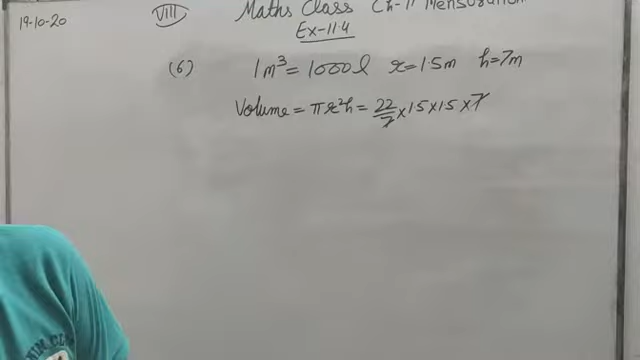 19-10-20 VIII Maths Class Ch-11 Mensuration
Ex-11.4
(6) 1m³ = 1000l r=1.5m h=7m
Volume = πr²h = 22/7 × 1.5 × 1.5 × 7